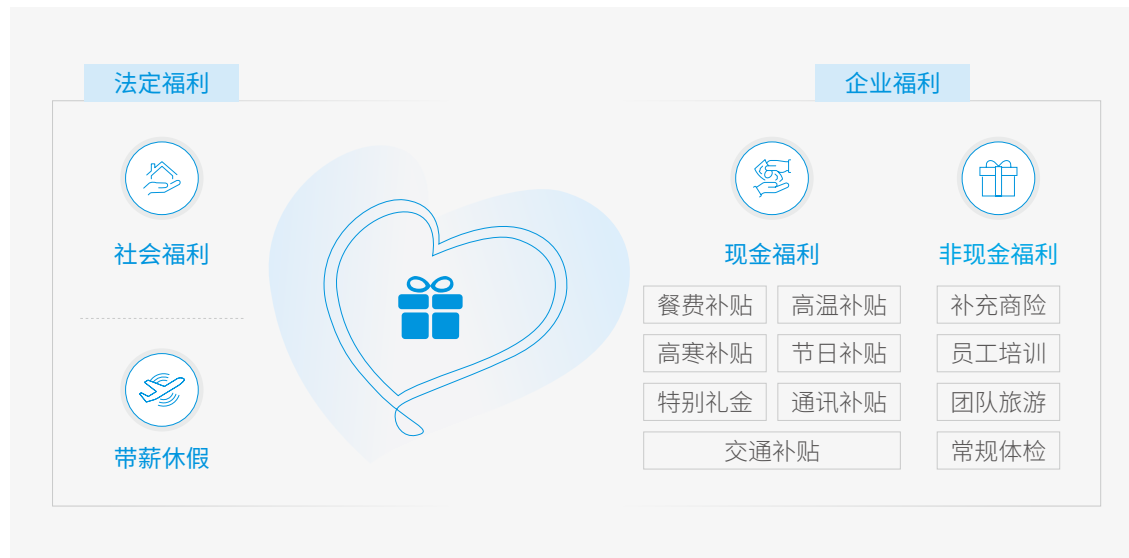 法定福利
社会福利
带薪休假
企业福利
现金福利
餐费补贴 高温补贴
高寒补贴 节日补贴
特别礼金 通讯补贴
交通补贴
非现金福利
补充商险
员工培训
团队旅游
常规体检